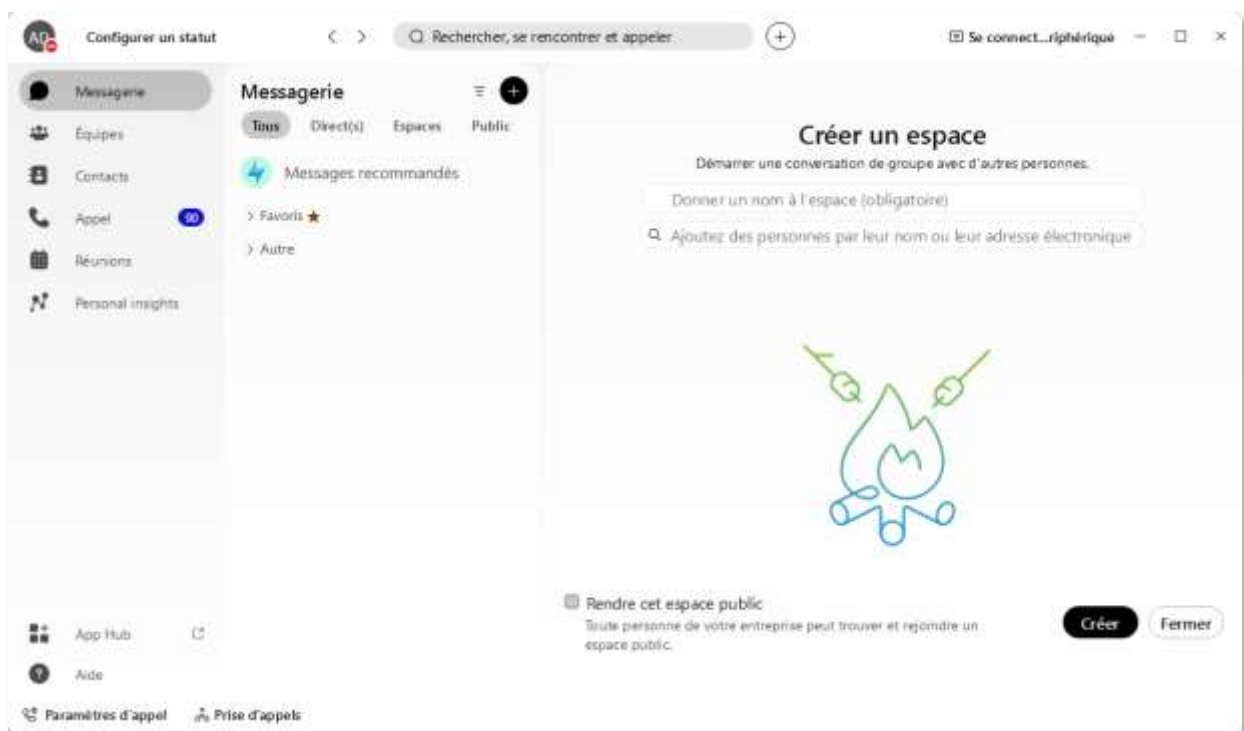 AD Configurer un statut
Rechercher, se rencontrer et appeler
Se connect...riphérique
Messagerie
Équipes
Contacts
Appel 90
Réunions
Personal insights
App Hub
Aide
Paramètres d'appel
Prise d'appels
Messagerie
Tous Direct(s) Espaces Public
Messages recommandés
Favoris
Autre
Créer un espace
Démarrer une conversation de groupe avec d'autres personnes.
Donner un nom à l'espace (obligatoire)
Ajoutez des personnes par leur nom ou leur adresse électronique
Rendre cet espace public
Toute personne de votre entreprise peut trouver et rejoindre un
espace public.
Créer Fermer